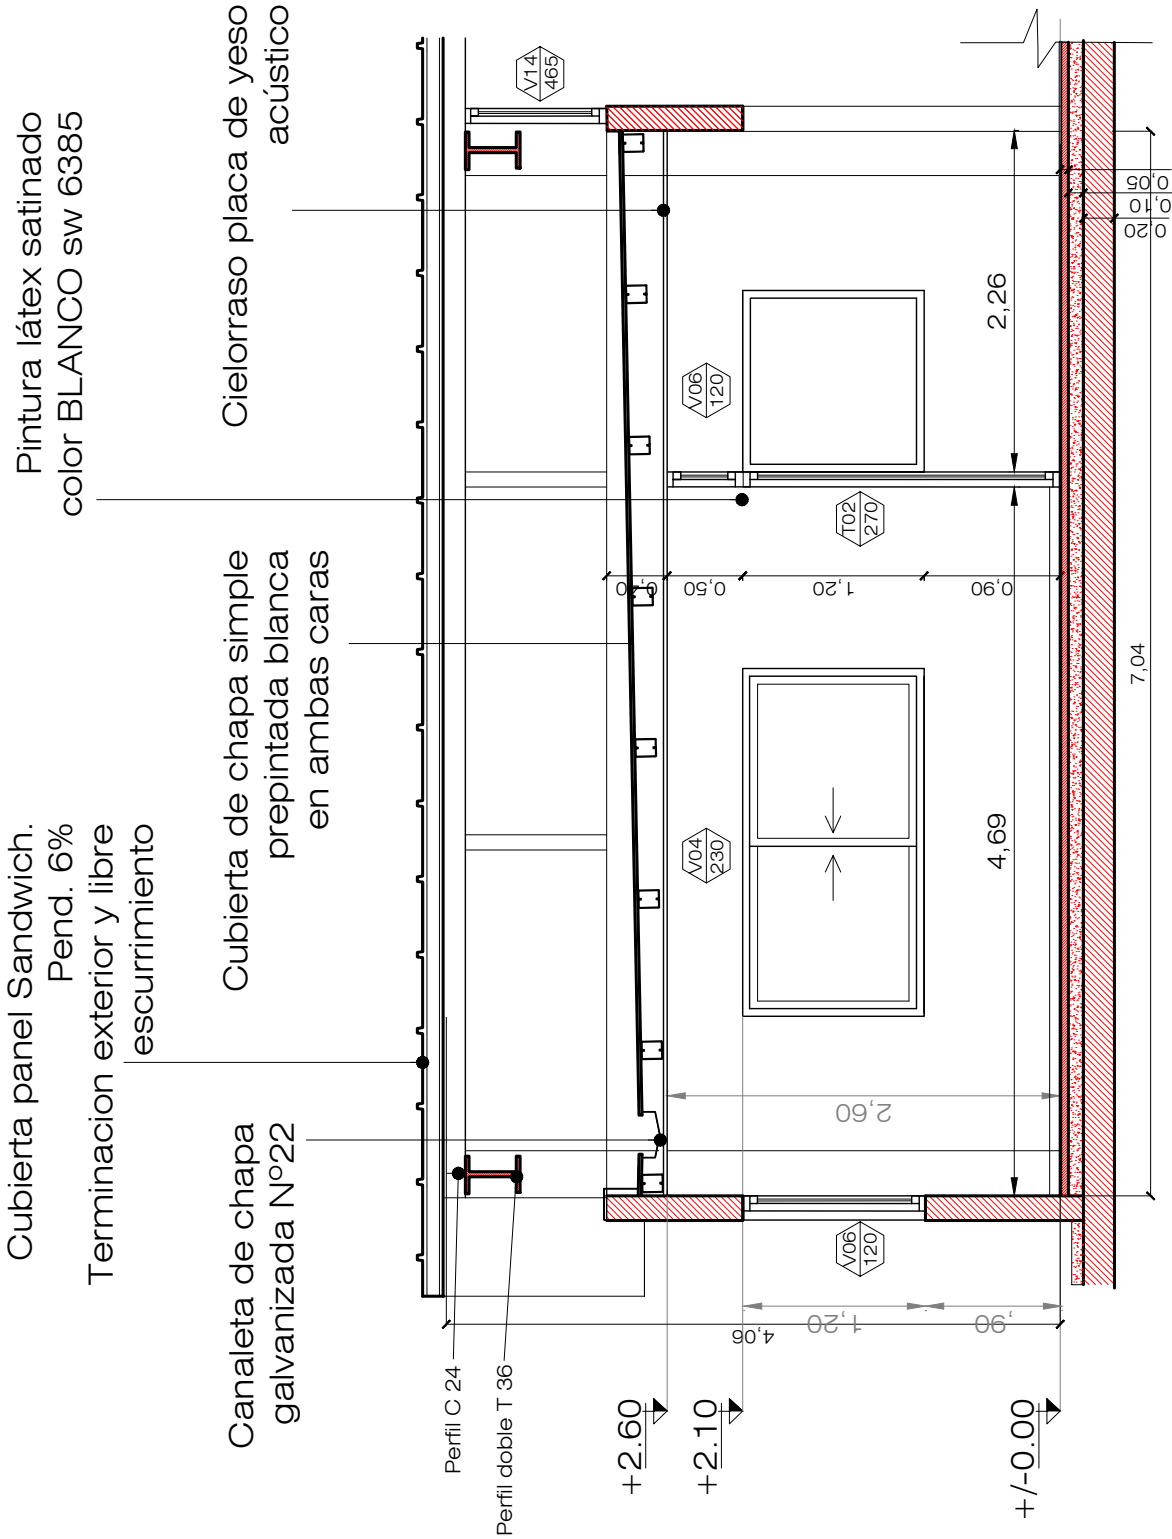 Cubierta panel Sandwich.
Pend. 6%
Terminacion exterior y libre
escurrimiento
Pintura látex satinado
color BLANCO sw 6385
Canaleta de chapa
galvanizada Nº22
Cubierta de chapa simple
prepintada blanca
en ambas caras
Cielorraso placa de yeso
acústico
Perfil C 24
Perfil doble T 36
V14
465
V06
120
T02
270
V04
230
V06
120
+2.60
+2.10
+/-0.00
4,06
1,20
,90
2,60
0,50
1,20
0,90
4,69
2,26
7,04
0,05
0,10
0,20